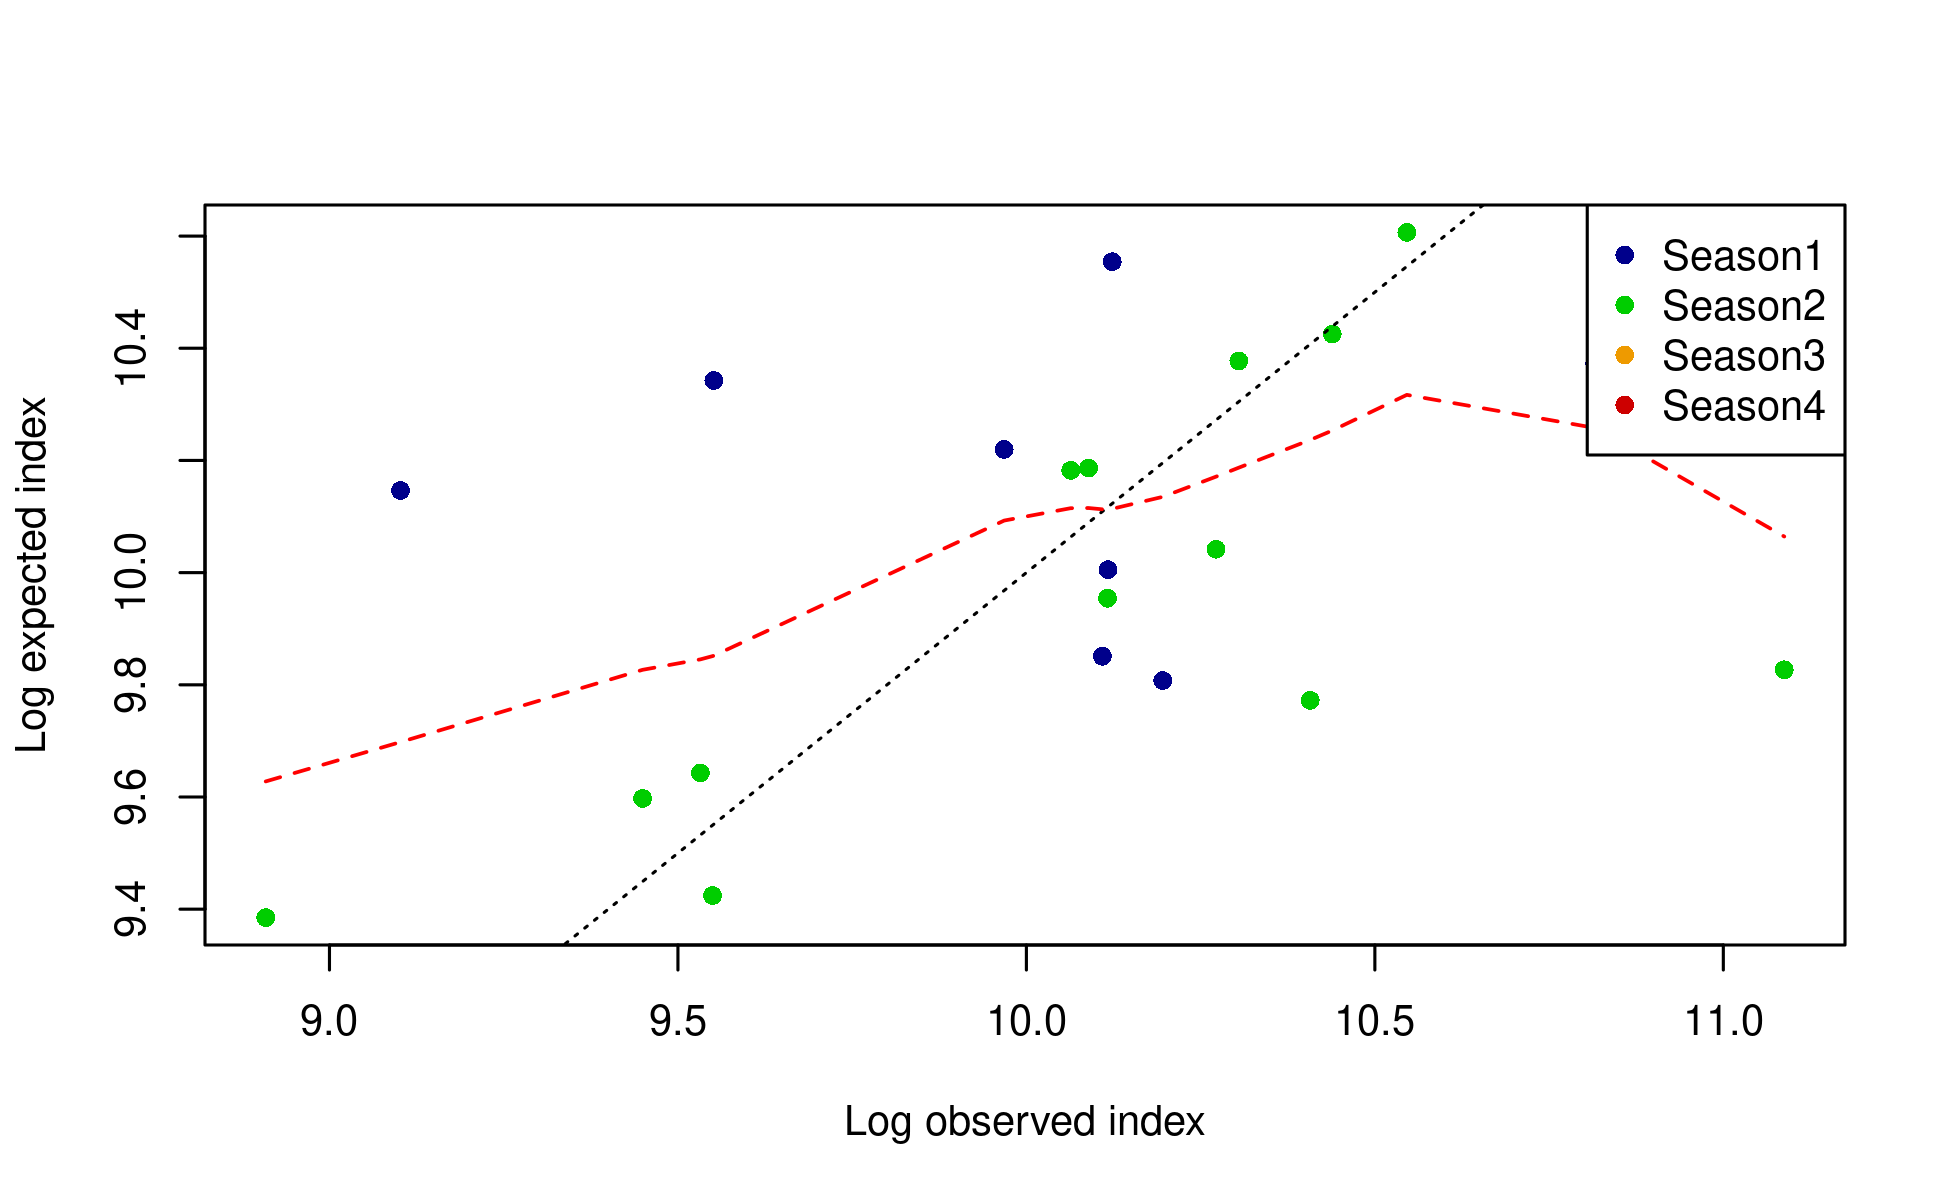 Season1
Season2
Season3
Season4
Log expected index
10.4
10.0
9.8
9.6
9.4
9.0 9.5 10.0 10.5 11.0
Log observed index